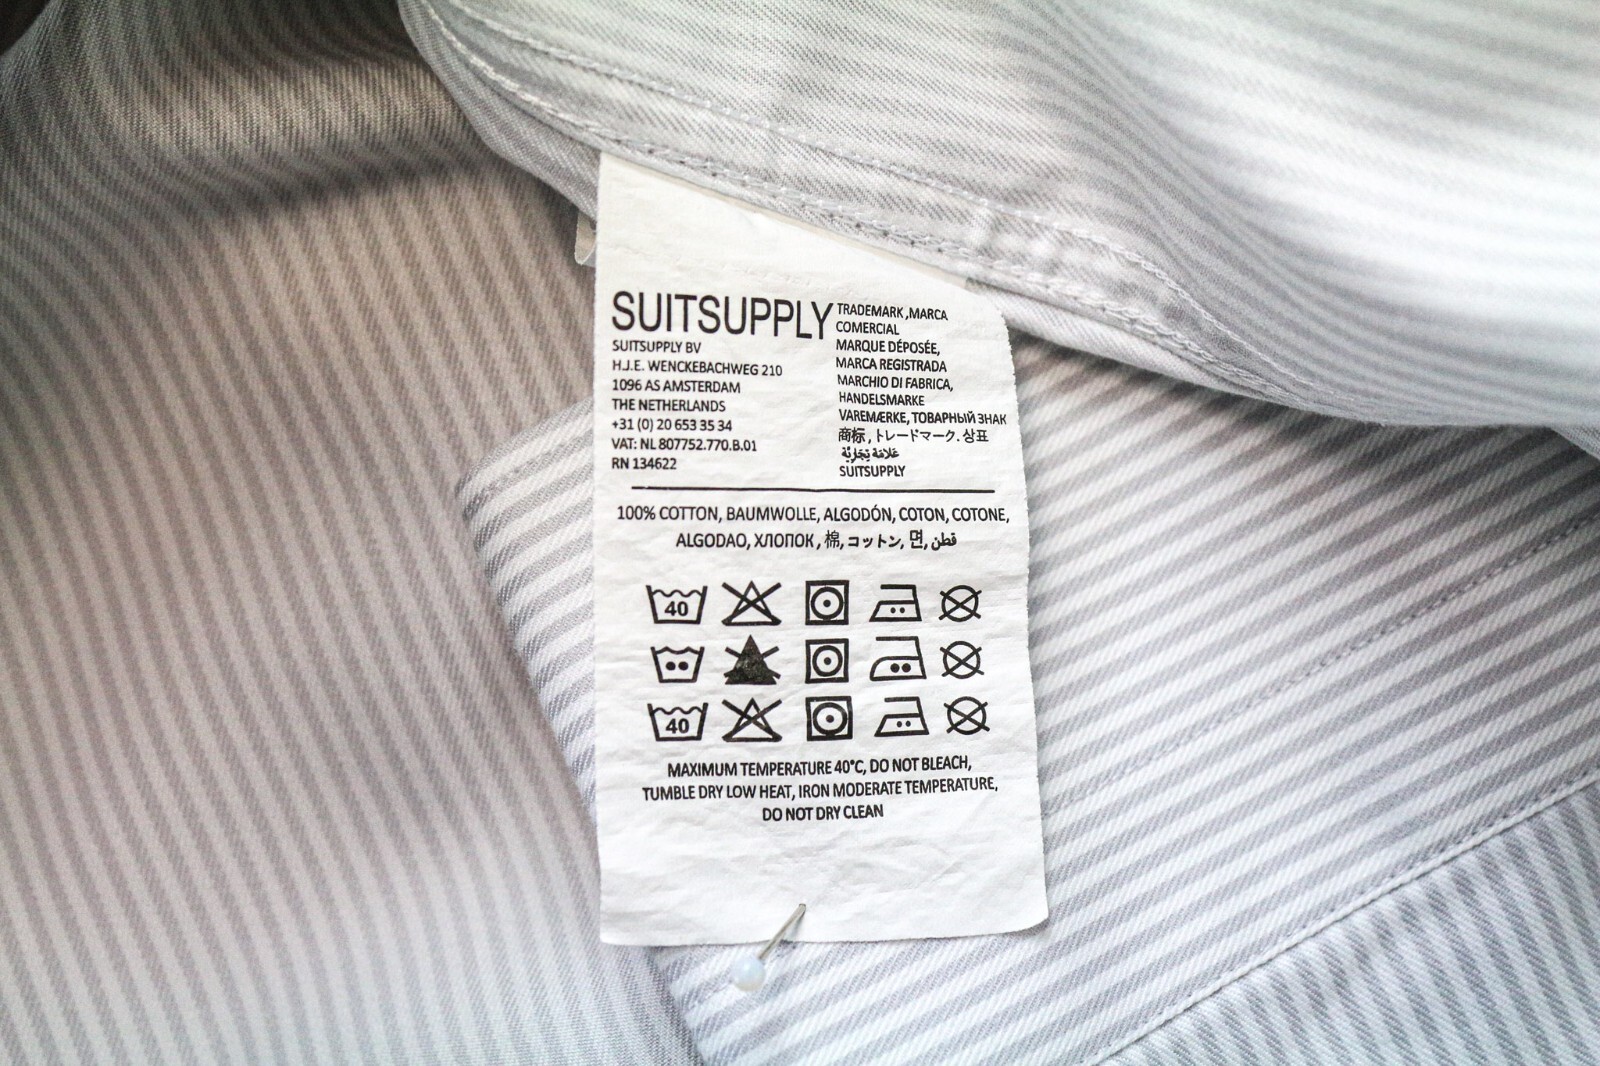 SUITSUPPLY
SUITSUPPLY BV
H.J.E. WENCKEBACHWEG 210
1096 AS AMSTERDAM
THE NETHERLANDS
+31 (0) 20 653 35 34
VAT: NL 807752.770.B.01
RN 134622
TRADEMARK ,MARCA
COMERCIAL
MARQUE DÉPOSÉE,
MARCA REGISTRADA
MARCHIO DI FABRICA,
HANDELSMARKE
VAREMÆRKE, ТОВАРНЫЙ ЗНАК
商标 , トレードマーク. 상표
عَلامَة تِجَارِيَّة
SUITSUPPLY
100% COTTON, BAUMWOLLE, ALGODÓN, COTON, COTONE,
ALGODAO, ХЛОПОК , 棉, コットン, 면, قطن
40
40
MAXIMUM TEMPERATURE 40°C, DO NOT BLEACH,
TUMBLE DRY LOW HEAT, IRON MODERATE TEMPERATURE,
DO NOT DRY CLEAN